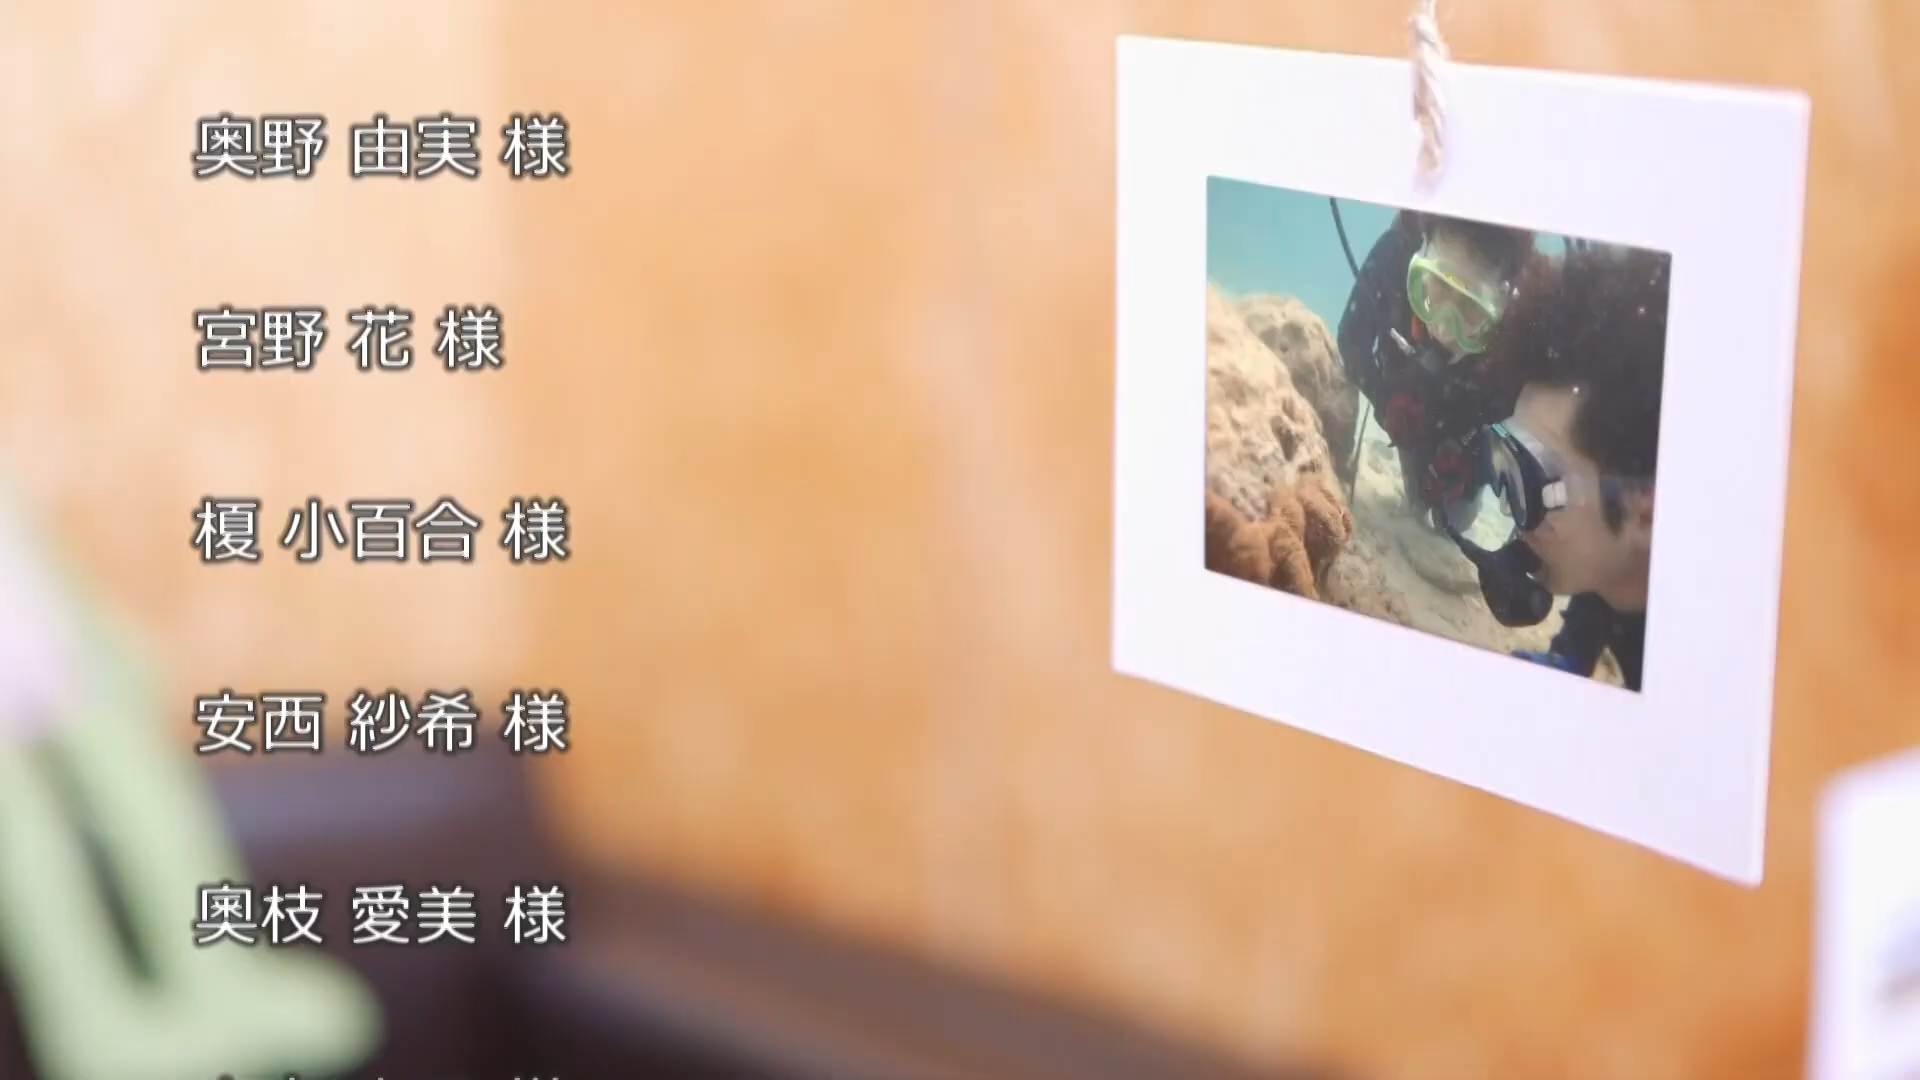 奥野 由実 様
宮野 花 様
榎 小百合 様
安西 紗希 様
奥枝 愛美 様